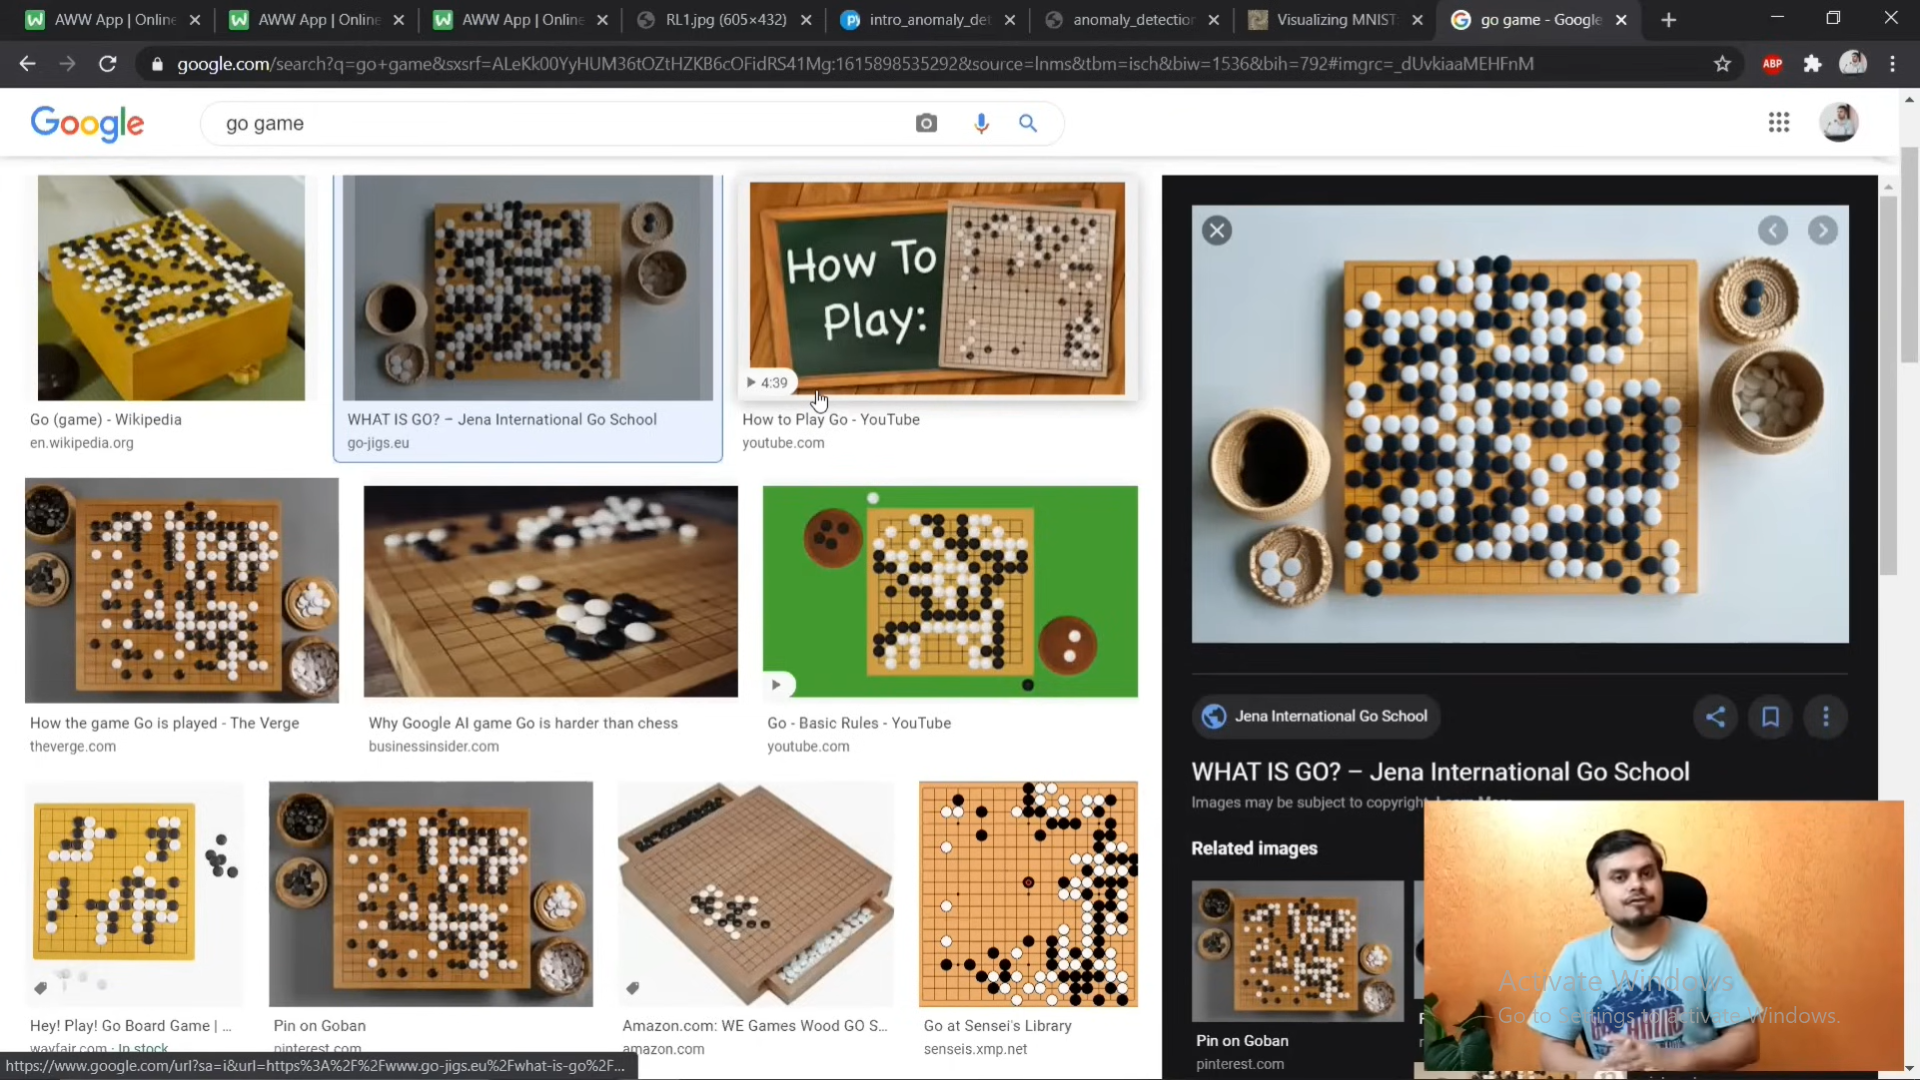 AWW App | Online
AWW App | Online
AWW App | Online
RL1.jpg (605×432)
intro_anomaly_de
anomaly_detection
Visualizing MNIST
go game - Google
google.com/search?q=go+game&sxsrf=ALeKk00YyHUM36tOZtHZKB6cOFidRS41Mg:1615898535292&source=lnms&tbm=isch&biw=1536&bih=792#imgrc=_dUvkiaaMEHFnM
ABP
Google
go game
How To
Play:
4:39
Go (game) - Wikipedia
en.wikipedia.org
WHAT IS GO? – Jena International Go School
go-jigs.eu
How to Play Go - YouTube
youtube.com
How the game Go is played - The Verge
theverge.com
Why Google AI game Go is harder than chess
businessinsider.com
Go - Basic Rules - YouTube
youtube.com
Jena International Go School
WHAT IS GO? – Jena International Go School
Images may be subject to copyright. Learn More
Related images
Hey! Play! Go Board Game | ...
wayfair.com · In stock
Pin on Goban
pinterest.com
Amazon.com: WE Games Wood GO S...
amazon.com
Go at Sensei's Library
senseis.xmp.net
Pin on Goban
pinterest.com
Activate Windows
Go to Settings to activate Windows.
https://www.google.com/url?sa=i&url=https%3A%2F%2Fwww.go-jigs.eu%2Fwhat-is-go%2F...